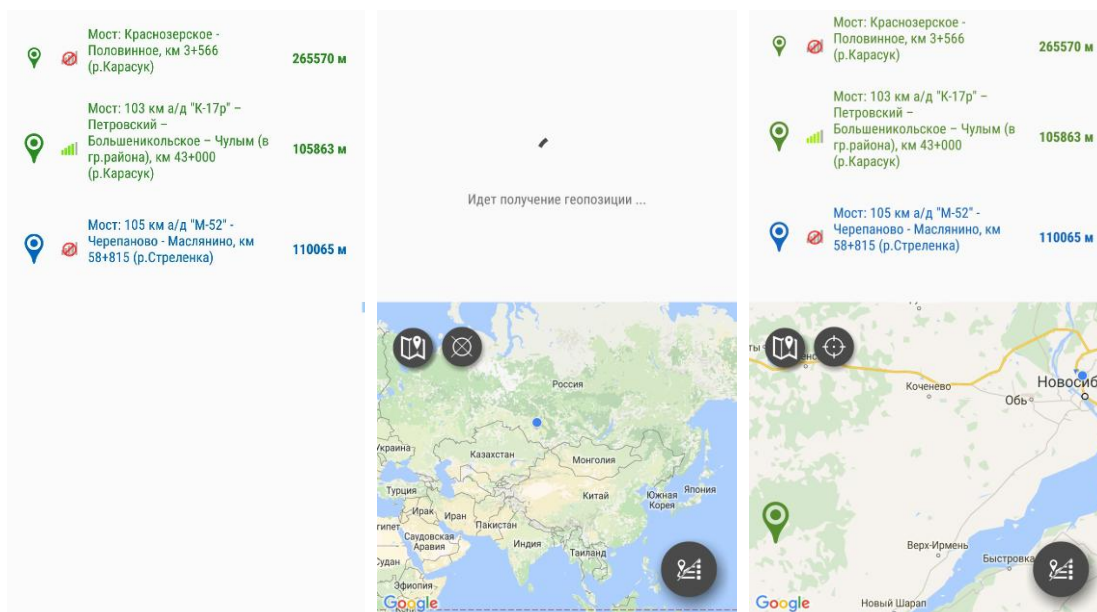 Мост: Краснозерское -
Половинное, км 3+566
(р.Карасук)
265570 м
Мост: 103 км а/д "К-17р" –
Петровский –
Большеникольское – Чулым (в
гр.района), км 43+000
(р.Карасук)
105863 м
Мост: 105 км а/д "М-52" -
Черепаново - Маслянино, км
58+815 (р.Стреленка)
110065 м
Идет получение геопозиции ...
Россия
Украина
Казахстан
Монголия
Турция
Китай
Южная
Корея
Япония
Ирак
Иран
Пакистан
Саудовская
Аравия
Индия
Таиланд
Судан
Эфиопия
Google
Мост: Краснозерское -
Половинное, км 3+566
(р.Карасук)
265570 м
Мост: 103 км а/д "К-17р" –
Петровский –
Большеникольское – Чулым (в
гр.района), км 43+000
(р.Карасук)
105863 м
Мост: 105 км а/д "М-52" -
Черепаново - Маслянино, км
58+815 (р.Стреленка)
110065 м
Коченево
Новосиб
Обь
Верх-Ирмень
Быстровка
Новый Шарап
Google